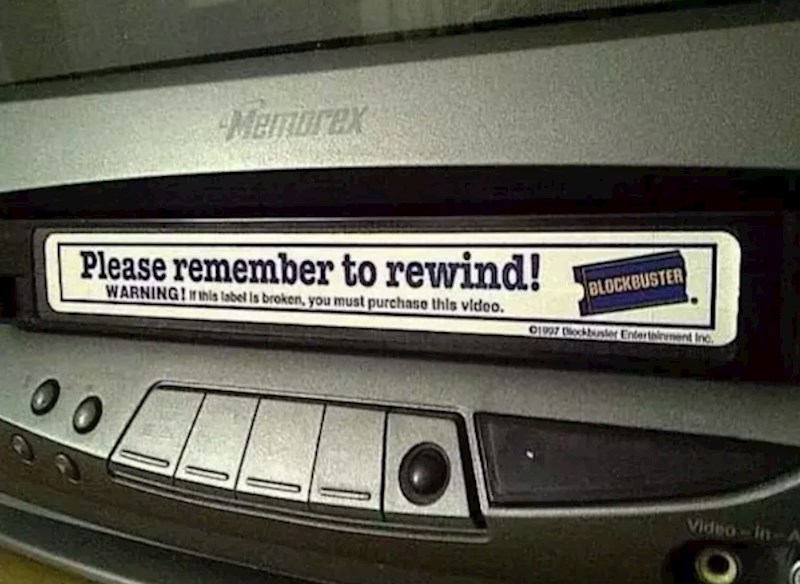 Memorex
Please remember to rewind!
WARNING! If this label is broken, you must purchase this video.
BLOCKBUSTER
©1997 Blockbuster Entertainment Inc.
Video-in-A